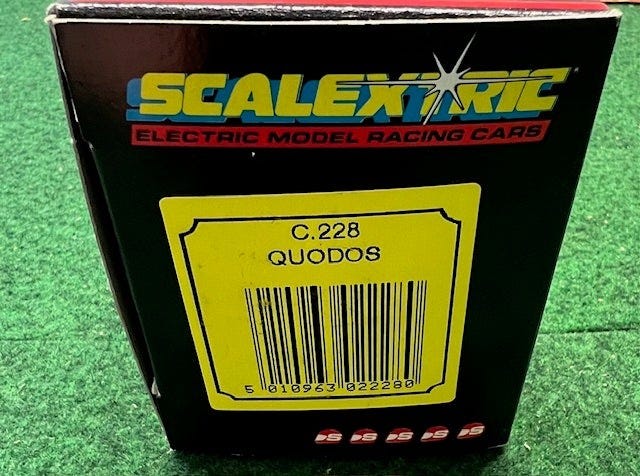 SCALEXTRIC
ELECTRIC MODEL RACING CARS
C.228
QUODOS
5 010963 022280
S S S S S